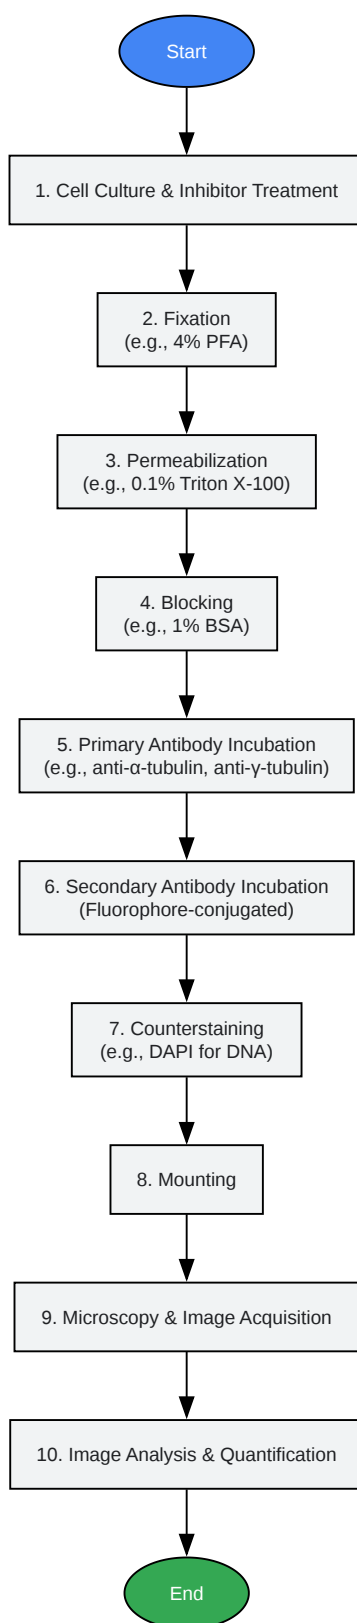 Start
1. Cell Culture & Inhibitor Treatment
2. Fixation
(e.g., 4% PFA)
3. Permeabilization
(e.g., 0.1% Triton X-100)
4. Blocking
(e.g., 1% BSA)
5. Primary Antibody Incubation
(e.g., anti-α-tubulin, anti-γ-tubulin)
6. Secondary Antibody Incubation
(Fluorophore-conjugated)
7. Counterstaining
(e.g., DAPI for DNA)
8. Mounting
9. Microscopy & Image Acquisition
10. Image Analysis & Quantification
End